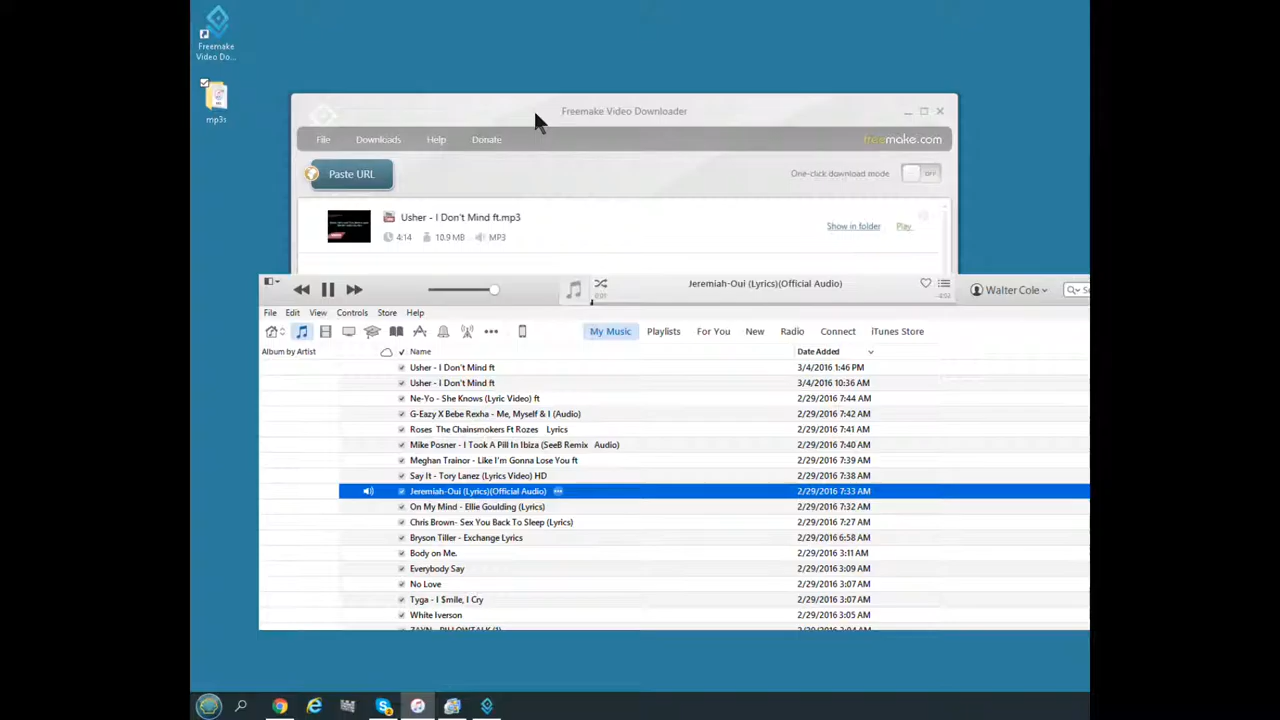 Freemake
Video Do...
mp3s
Freemake Video Downloader
File Downloads Help Donate
freemake.com
Paste URL
One-click download mode OFF
Usher - I Don't Mind ft.mp3
4:14 10.9 MB MP3
Show in folder Play
Jeremiah-Oui (Lyrics)(Official Audio)
0:01
Walter Cole
File Edit View Controls Store Help
My Music Playlists For You New Radio Connect iTunes Store
Album by Artist Name Date Added
Usher - I Don't Mind ft 3/4/2016 1:46 PM
Usher - I Don't Mind ft 3/4/2016 10:36 AM
Ne-Yo - She Knows (Lyric Video) ft 2/29/2016 7:44 AM
G-Eazy X Bebe Rexha - Me, Myself & I (Audio) 2/29/2016 7:42 AM
Roses The Chainsmokers Ft Rozes Lyrics 2/29/2016 7:41 AM
Mike Posner - I Took A Pill In Ibiza (SeeB Remix Audio) 2/29/2016 7:40 AM
Meghan Trainor - Like I'm Gonna Lose You ft 2/29/2016 7:39 AM
Say It - Tory Lanez (Lyrics Video) HD 2/29/2016 7:38 AM
Jeremiah-Oui (Lyrics)(Official Audio) 2/29/2016 7:33 AM
On My Mind - Ellie Goulding (Lyrics) 2/29/2016 7:32 AM
Chris Brown- Sex You Back To Sleep (Lyrics) 2/29/2016 7:27 AM
Bryson Tiller - Exchange Lyrics 2/29/2016 6:58 AM
Body on Me. 2/29/2016 3:11 AM
Everybody Say 2/29/2016 3:09 AM
No Love 2/29/2016 3:07 AM
Tyga - I $mile, I Cry 2/29/2016 3:07 AM
White Iverson 2/29/2016 3:05 AM